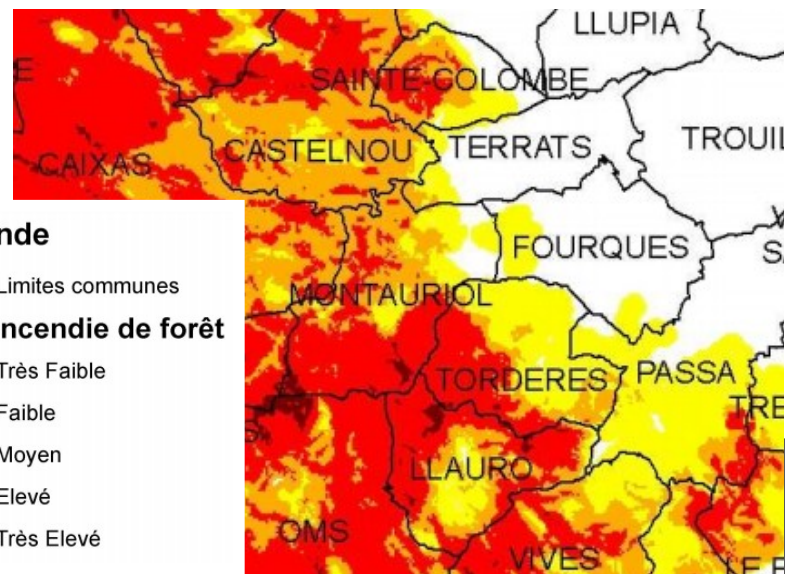 LLUPIA
SAINTE-COLOMBE
CAIXAS
CASTELNOU
TERRATS
TROUIL
FOURQUES
MONTAURIOL
TORDERES
PASSA
TRE
LLAURO
OMS
VIVES
nde
Limites communes
ncendie de forêt
Très Faible
Faible
Moyen
Elevé
Très Elevé